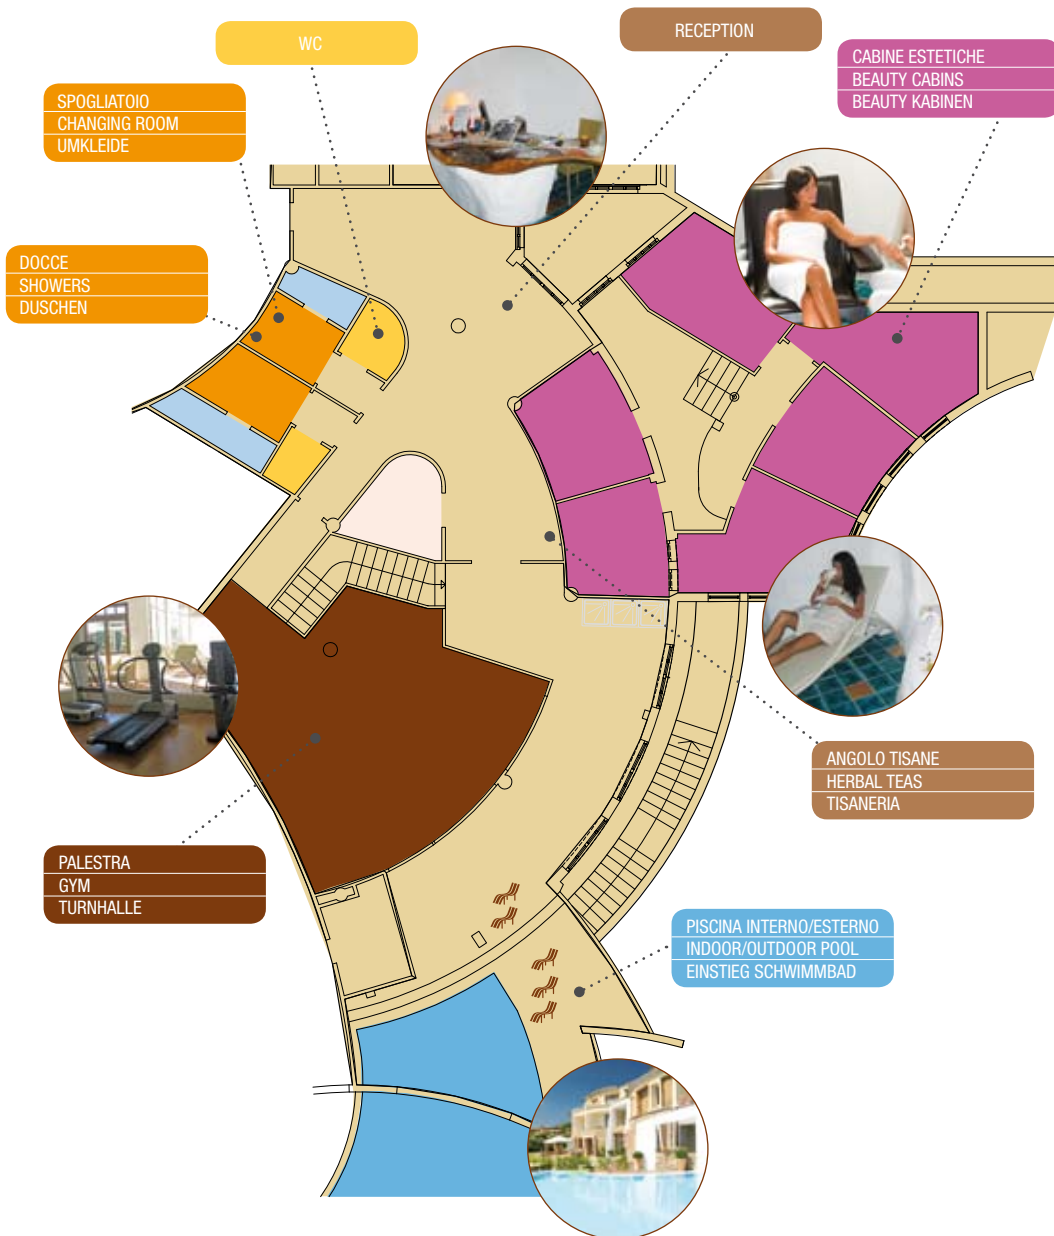 WC
RECEPTION
CABINE ESTETICHE
BEAUTY CABINS
BEAUTY KABINEN
SPOGLIATOIO
CHANGING ROOM
UMKLEIDE
DOCCE
SHOWERS
DUSCHEN
ANGOLO TISANE
HERBAL TEAS
TISANERIA
PALESTRA
GYM
TURNHALLE
PISCINA INTERNO/ESTERNO
INDOOR/OUTDOOR POOL
EINSTIEG SCHWIMMBAD